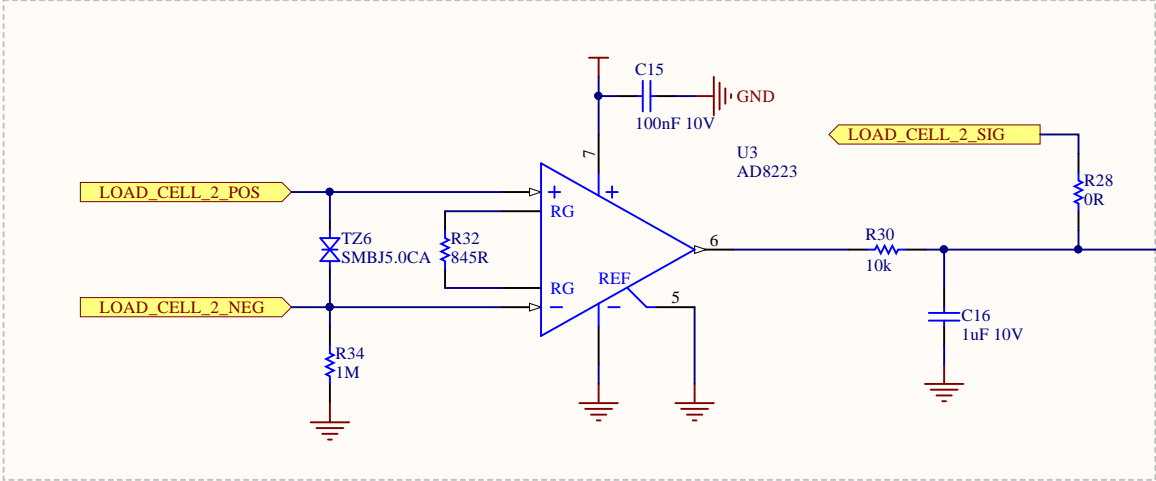 C15
GND
100nF 10V
7
U3
AD8223
LOAD_CELL_2_SIG
LOAD_CELL_2_POS
+
+
RG
R28
0R
TZ6
SMBJ5.0CA
R32
845R
6
R30
10k
REF
RG
5
LOAD_CELL_2_NEG
−
−
C16
1uF 10V
R34
1M